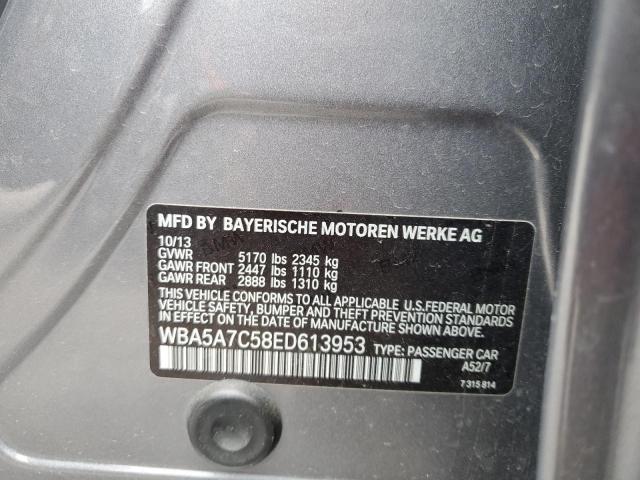 MFD BY BAYERISCHE MOTOREN WERKE AG
10/13
GVWR 5170 lbs 2345 kg
GAWR FRONT 2447 lbs 1110 kg
GAWR REAR 2888 lbs 1310 kg
THIS VEHICLE CONFORMS TO ALL APPLICABLE U.S.FEDERAL MOTOR
VEHICLE SAFETY, BUMPER AND THEFT PREVENTION STANDARDS
IN EFFECT ON THE DATE OF MANUFACTURE SHOWN ABOVE.
WBA5A7C58ED613953 TYPE: PASSENGER CAR
A52/7
7 315 814